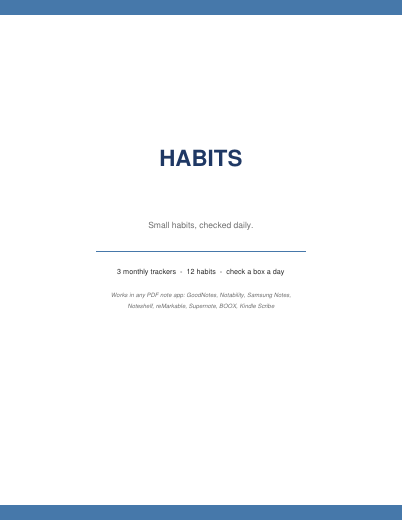 HABITS
Small habits, checked daily.
3 monthly trackers • 12 habits • check a box a day
Works in any PDF note app: GoodNotes, Notability, Samsung Notes,
Noteshelf, reMarkable, Supernote, BOOX, Kindle Scribe